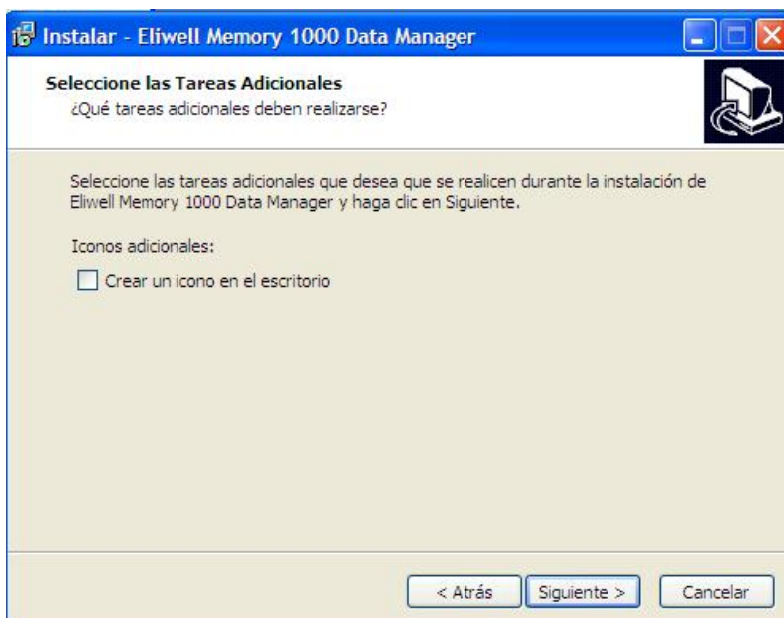 Instalar - Eliwell Memory 1000 Data Manager
Seleccione las Tareas Adicionales
¿Qué tareas adicionales deben realizarse?
Seleccione las tareas adicionales que desea que se realicen durante la instalación de
Eliwell Memory 1000 Data Manager y haga clic en Siguiente.
Iconos adicionales:
Crear un icono en el escritorio
< Atrás
Siguiente >
Cancelar